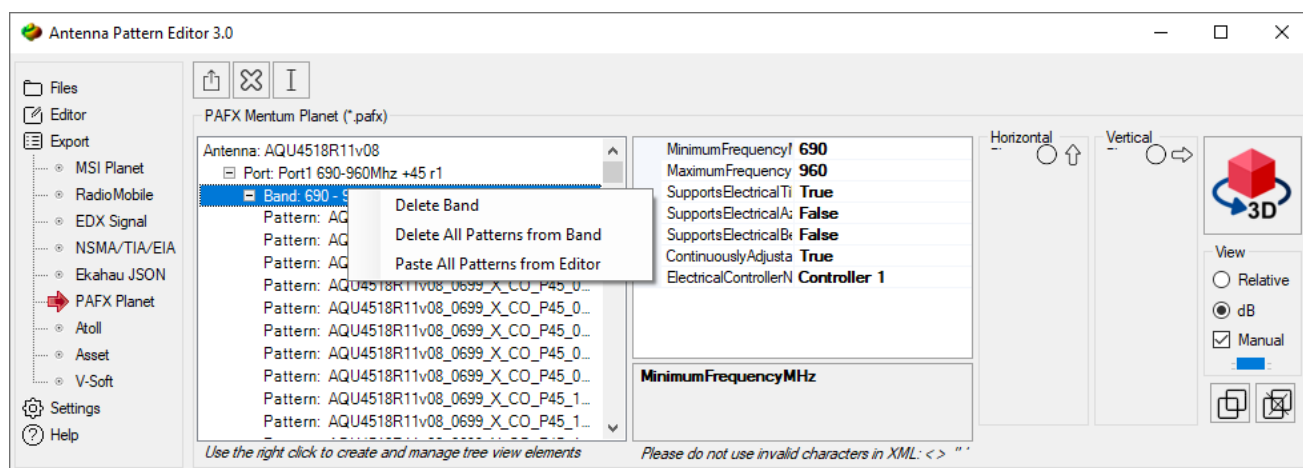 Antenna Pattern Editor 3.0
Files
Editor
Export
MSI Planet
RadioMobile
EDX Signal
NSMA/TIA/EIA
Ekahau JSON
PAFX Planet
Atoll
Asset
V-Soft
Settings
Help
PAFX Mentum Planet (*.pafx)
Antenna: AQU4518R11v08
Port: Port1 690-960Mhz +45 r1
Band: 690 -
Pattern: AQ
Pattern: AQ
Pattern: AQ
Pattern: AQU4518R11v08_0699_X_CO_P45_0...
Pattern: AQU4518R11v08_0699_X_CO_P45_0...
Pattern: AQU4518R11v08_0699_X_CO_P45_0...
Pattern: AQU4518R11v08_0699_X_CO_P45_0...
Pattern: AQU4518R11v08_0699_X_CO_P45_0...
Pattern: AQU4518R11v08_0699_X_CO_P45_1...
Pattern: AQU4518R11v08_0699_X_CO_P45_1...
Delete Band
Delete All Patterns from Band
Paste All Patterns from Editor
Use the right click to create and manage tree view elements
MinimumFrequency 690
MaximumFrequency 960
SupportsElectricalTi True
SupportsElectricalAz False
SupportsElectricalBe False
ContinuouslyAdjusta True
ElectricalControllerN Controller 1
MinimumFrequencyMHz
Please do not use invalid characters in XML: < > " '
Horizontal
Vertical
3D
View
Relative
dB
Manual